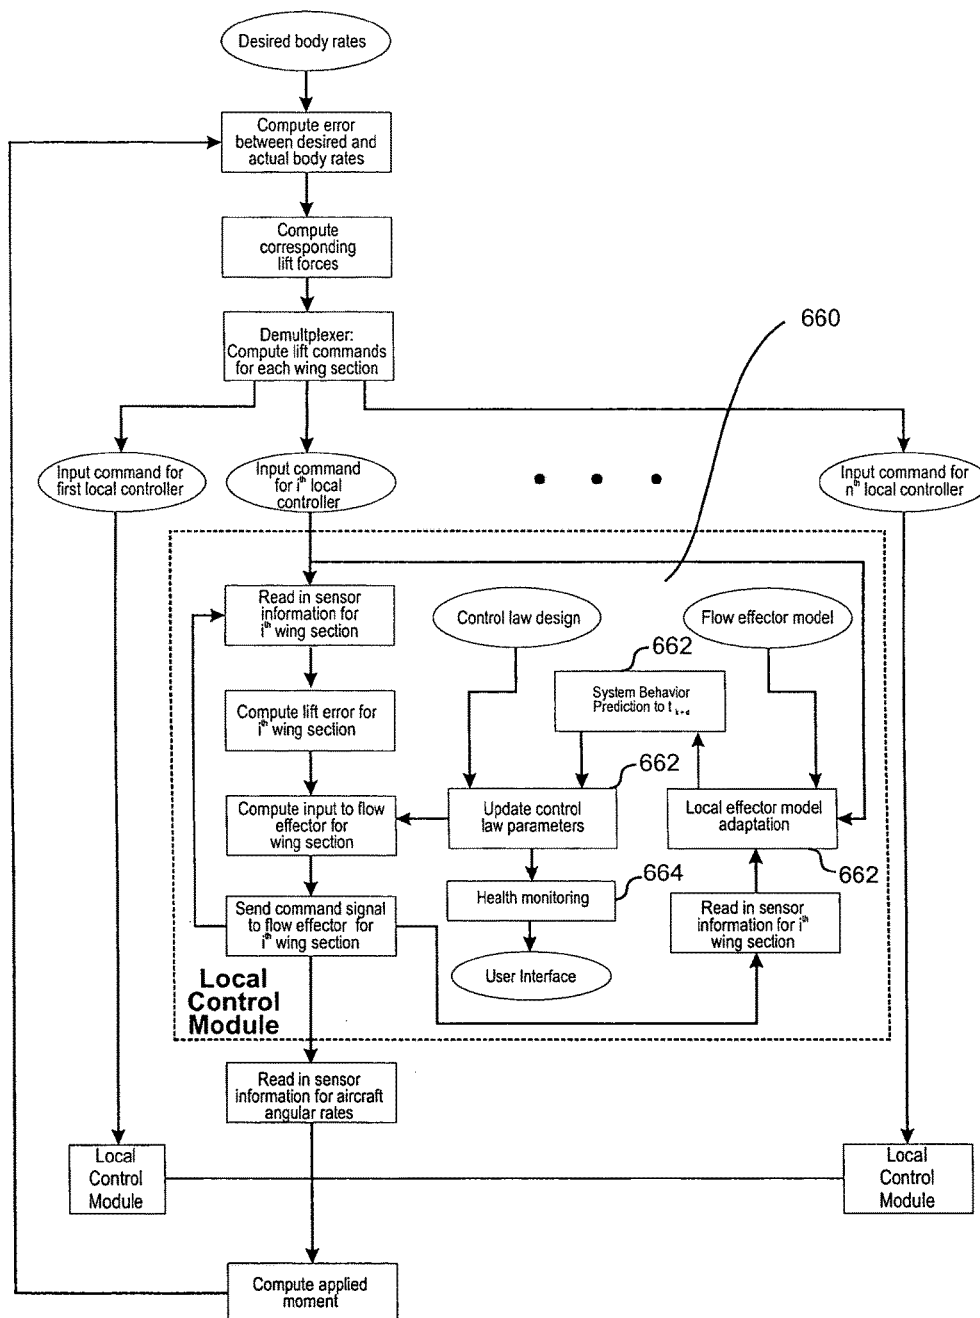 Desired body rates
Compute error
between desired and
actual body rates
Compute
corresponding
lift forces
Demultplexer:
Compute lift commands
for each wing section
660
Input command for
first local controller
Input command
for i th local
controller
Input command for
n th local controller
Read in sensor
information for
i th wing section
Control law design
Flow effector model
662
System Behavior
Prediction to t k+d
Compute lift error for
i th wing section
662
Compute input to flow
effector for
wing section
Update control
law parameters
Local effector model
adaptation
662
664
Health monitoring
Send command signal
to flow effector for
i th wing section
Read in sensor
information for i th
wing section
User Interface
Local
Control
Module
Read in sensor
information for aircraft
angular rates
Local
Control
Module
Local
Control
Module
Compute applied
moment